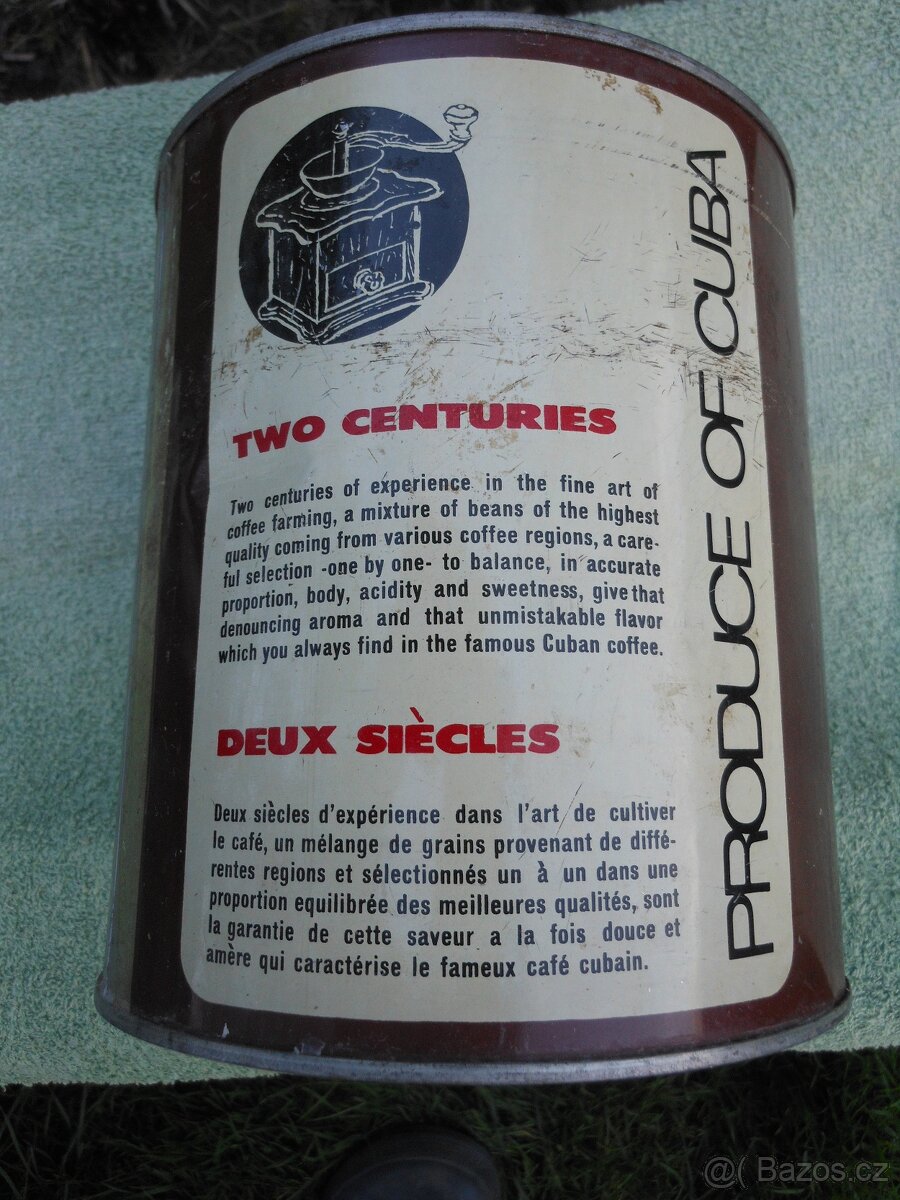 TWO CENTURIES
Two centuries of experience in the fine art of
coffee farming, a mixture of beans of the highest
quality coming from various coffee regions, a care-
ful selection -one by one- to balance, in accurate
proportion, body, acidity and sweetness, give that
denouncing aroma and that unmistakable flavor
which you always find in the famous Cuban coffee.
DEUX SIÈCLES
Deux siècles d'expérience dans l'art de cultiver
le café, un mélange de grains provenant de diffé-
rentes regions et sélectionnés un à un dans une
proportion equilibrée des meilleures qualités, sont
la garantie de cette saveur a la fois douce et
amère qui caractérise le fameux café cubain.
PRODUCE OF CUBA
@( Bazos.cz